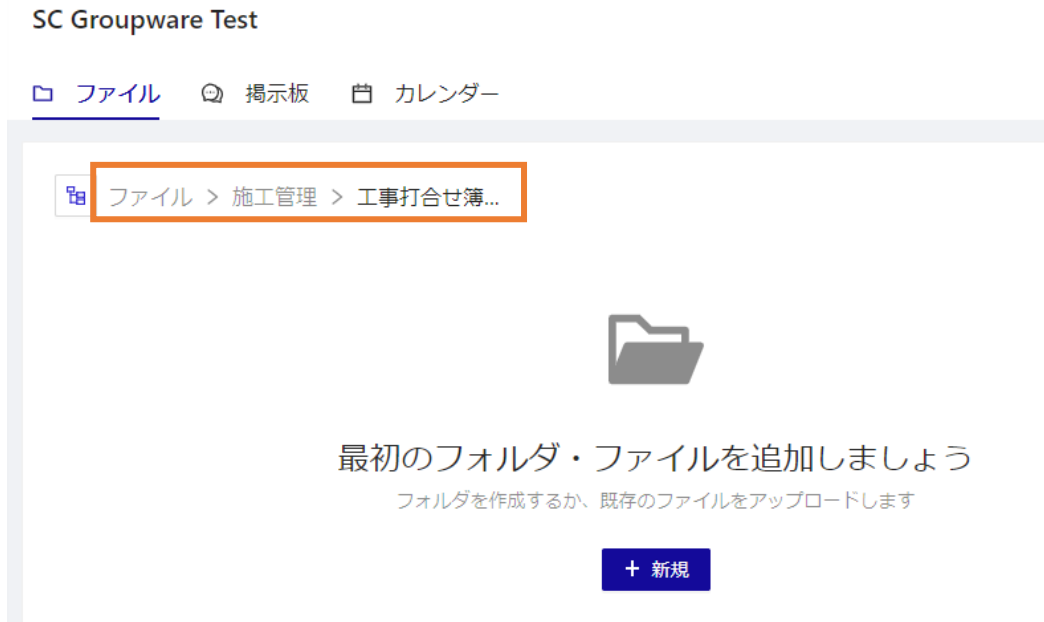 SC Groupware Test
ファイル 掲示板 カレンダー
ファイル > 施工管理 > 工事打合せ簿...
最初のフォルダ・ファイルを追加しましょう
フォルダを作成するか、既存のファイルをアップロードします
+ 新規